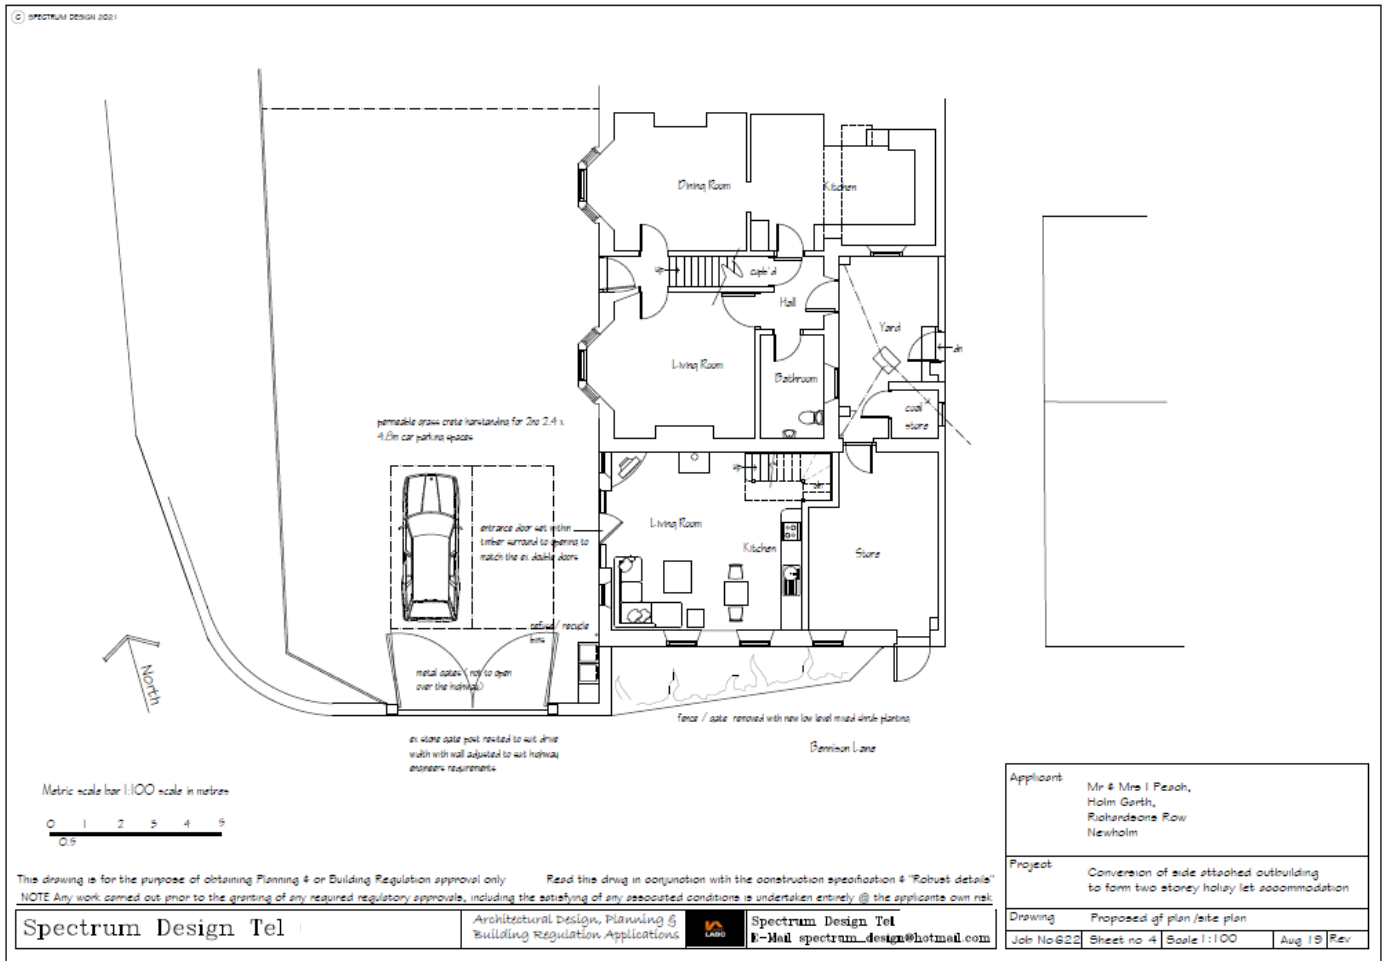 © SPECTRUM DESIGN 2021
Dining Room
Kitchen
up
cupb'd
Hall
Yard
dn
Living Room
Bathroom
coal
store
permeable grass crete harstanding for 2no 2.4 x
4.8m car parking spaces
up
dn
Living Room
entrance door set within
timber surround to opening to
match the ex. double doors
Kitchen
Store
refuse / recycle
bins
metal gates ( not to open
over the highway)
North
fence / gate removed with new low level mixed shrub planting
Bennison Lane
ex stone gate post resited to suit drive
width with wall adjusted to suit highway
engineers requirements
Metric scale bar 1:100 scale in metres
0 1 2 3 4 5
0.5
Applicant
Mr & Mrs I Peach,
Holm Garth,
Richardsons Row
Newholm
Project
Conversion of side attached outbuilding
to form two storey holiay let accommodation
Drawing Proposed gf plan /site plan
Job No 622 Sheet no 4 Scale 1:100 Aug 19 Rev
This drawing is for the purpose of obtaining Planning & or Building Regulation approval only Read this drwg in conjunction with the construction specification & "Robust details"
NOTE Any work carried out prior to the granting of any required regulatory approvals, including the satisfying of any associated conditions is undertaken entirely @ the applicants own risk
Spectrum Design Tel
Architectural Design, Planning &
Building Regulation Applications
LABC
Spectrum Design Tel
E-Mail spectrum_design@hotmail.com